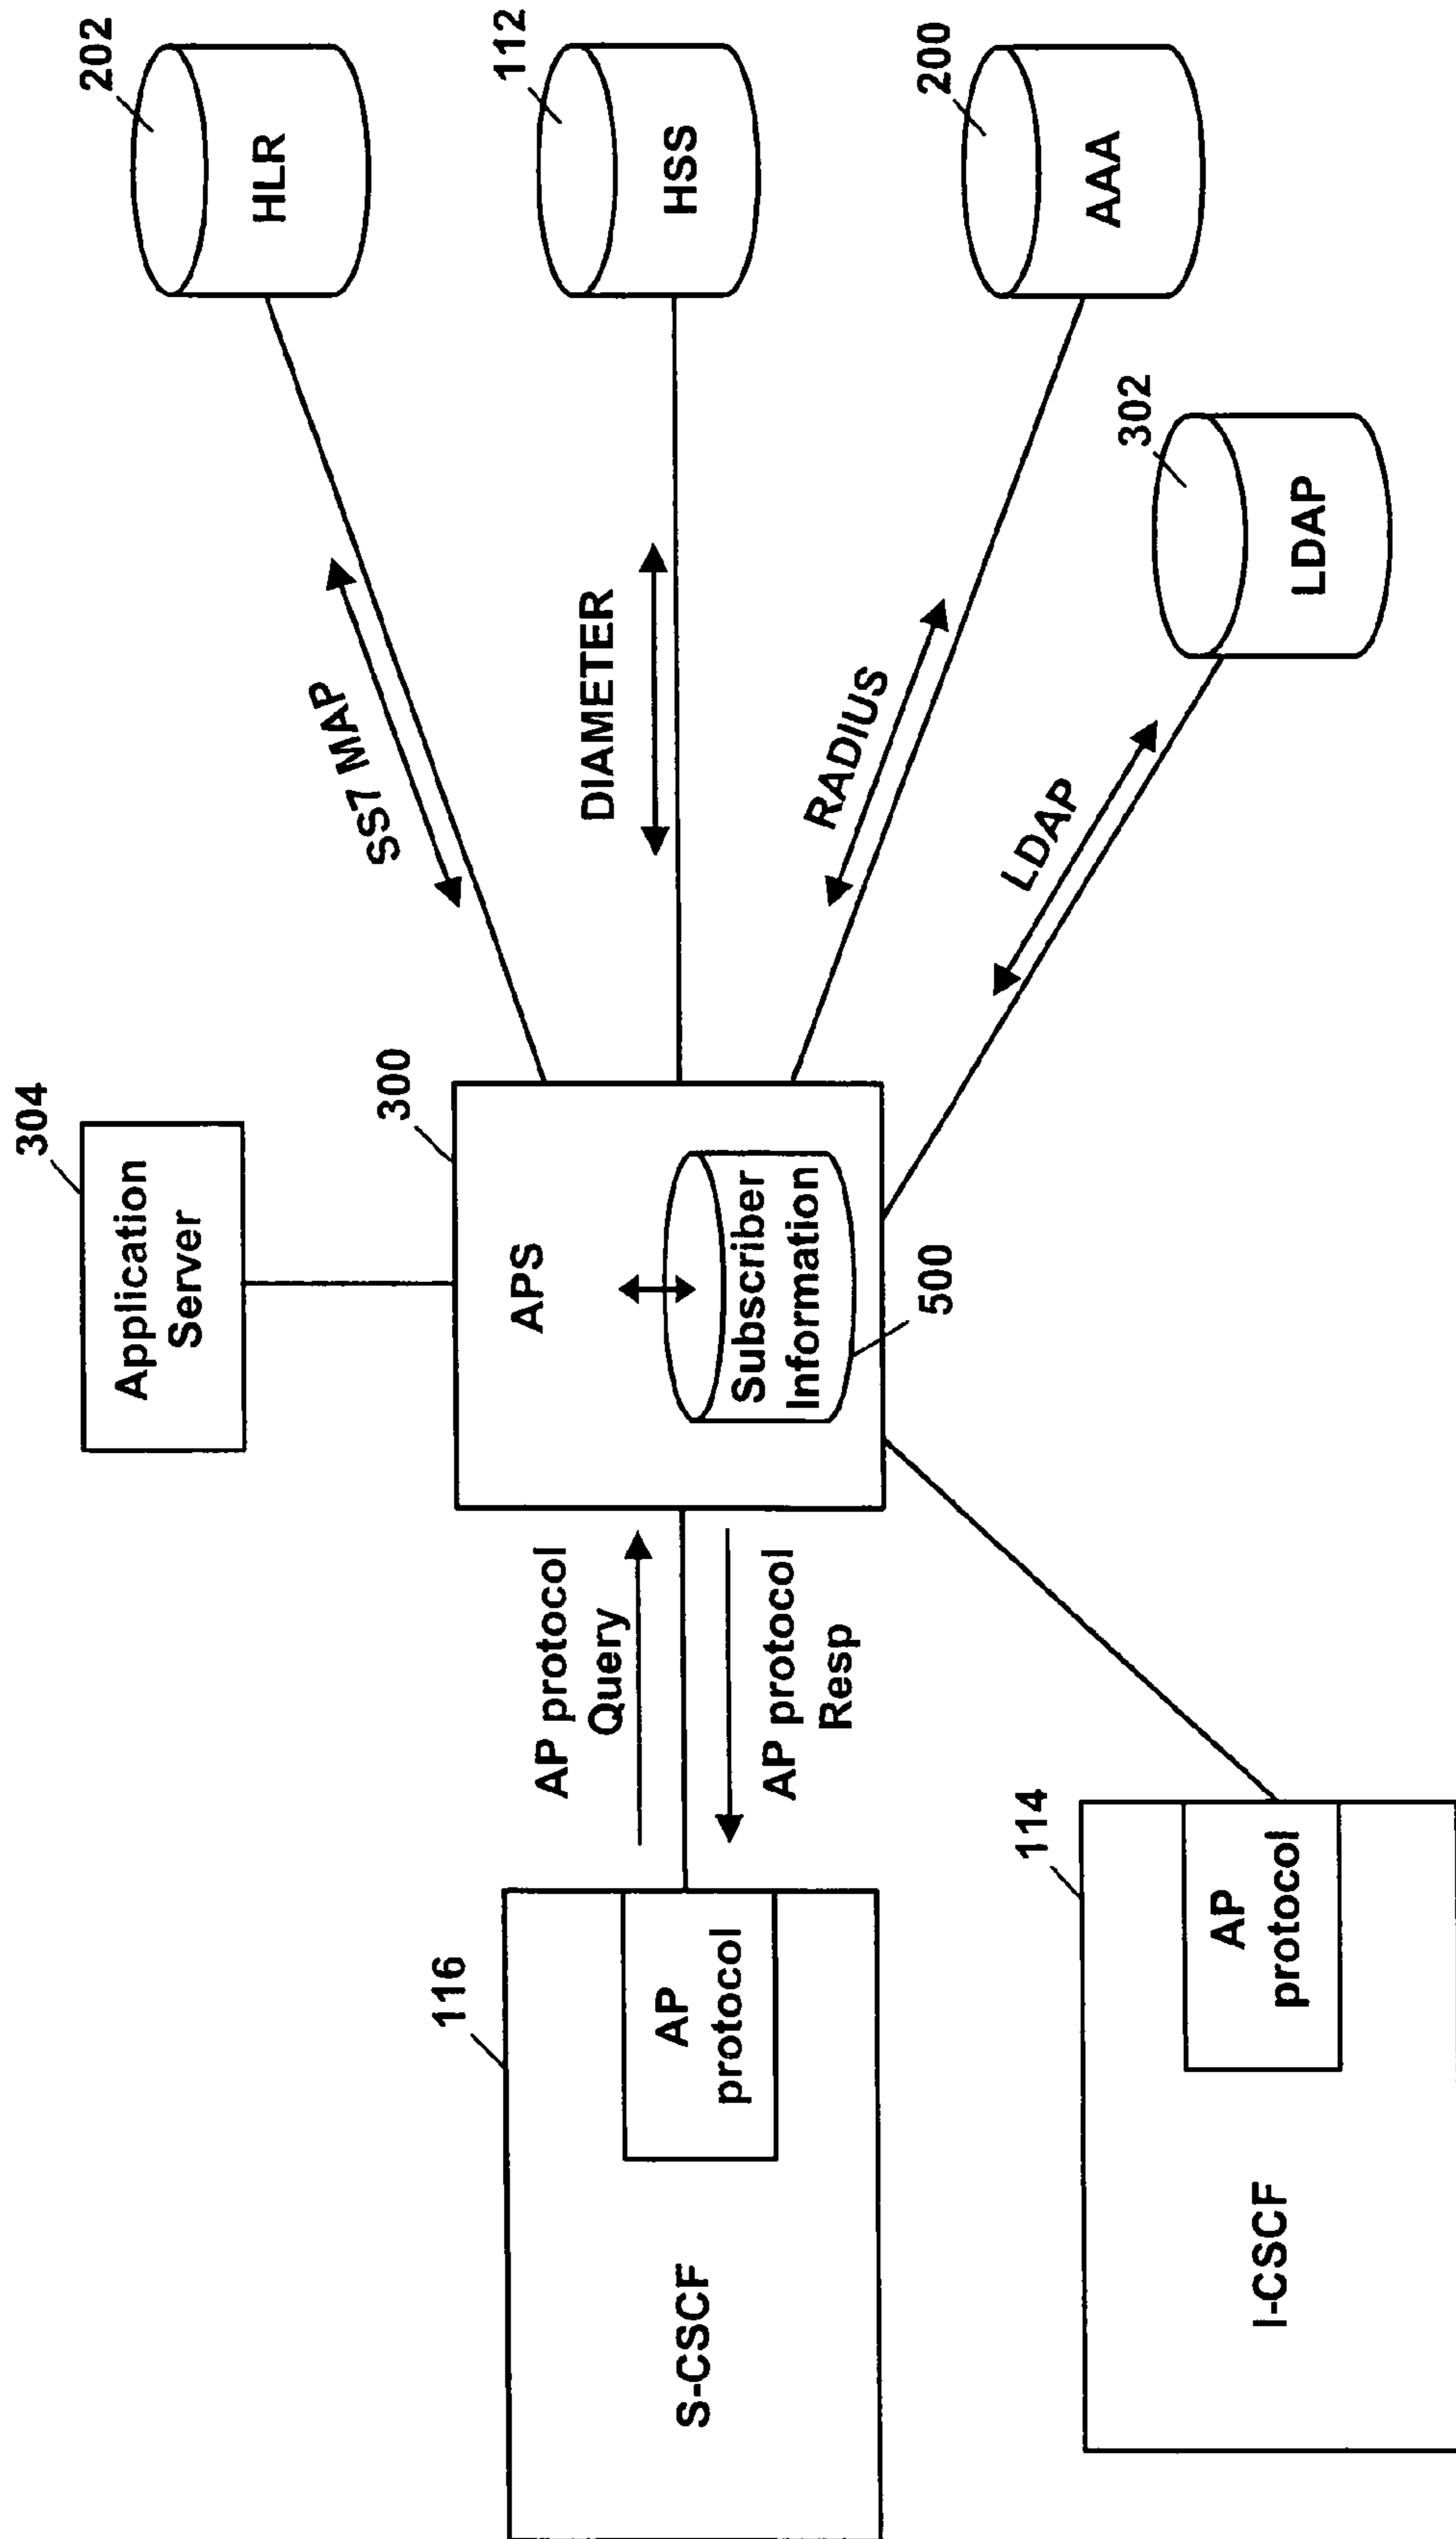 304
Application
Server
300
APS
Subscriber
Information
500
202
HLR
SS7 MAP
112
HSS
DIAMETER
200
AAA
RADIUS
302
LDAP
LDAP
AP protocol
Query
AP protocol
Resp
116
S-CSCF
AP
protocol
114
I-CSCF
AP
protocol